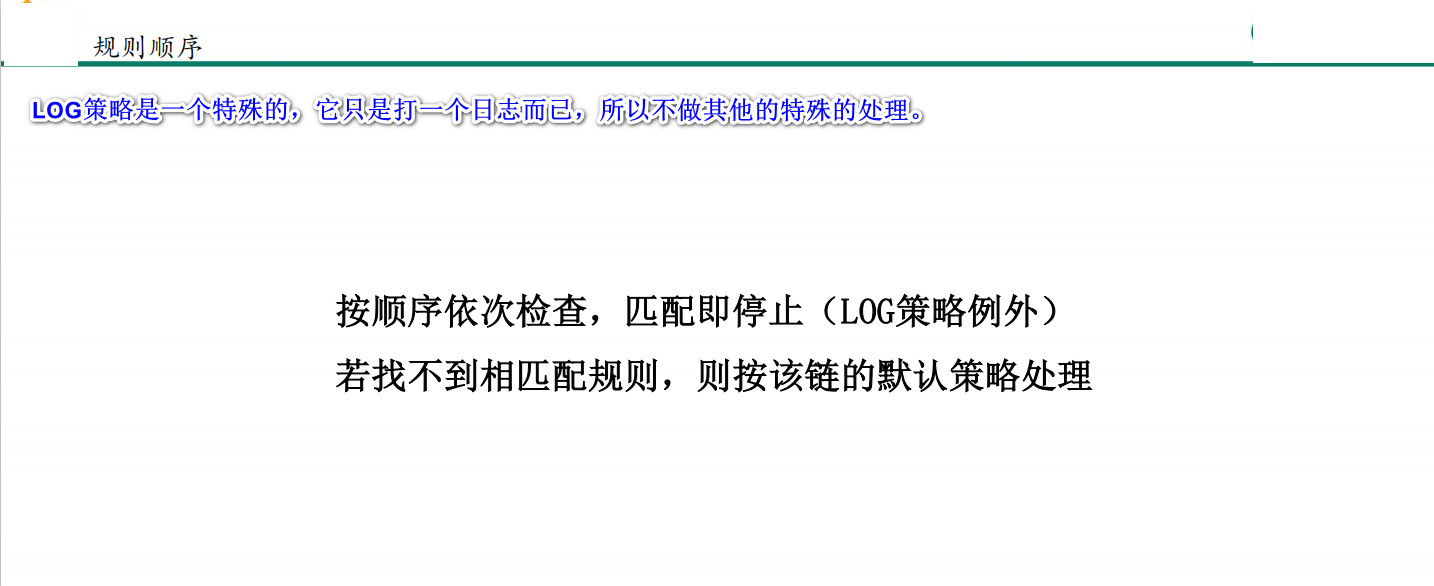 规则顺序
LOG策略是一个特殊的，它只是打一个日志而已，所以不做其他的特殊的处理。
按顺序依次检查，匹配即停止（LOG策略例外）
若找不到相匹配规则，则按该链的默认策略处理